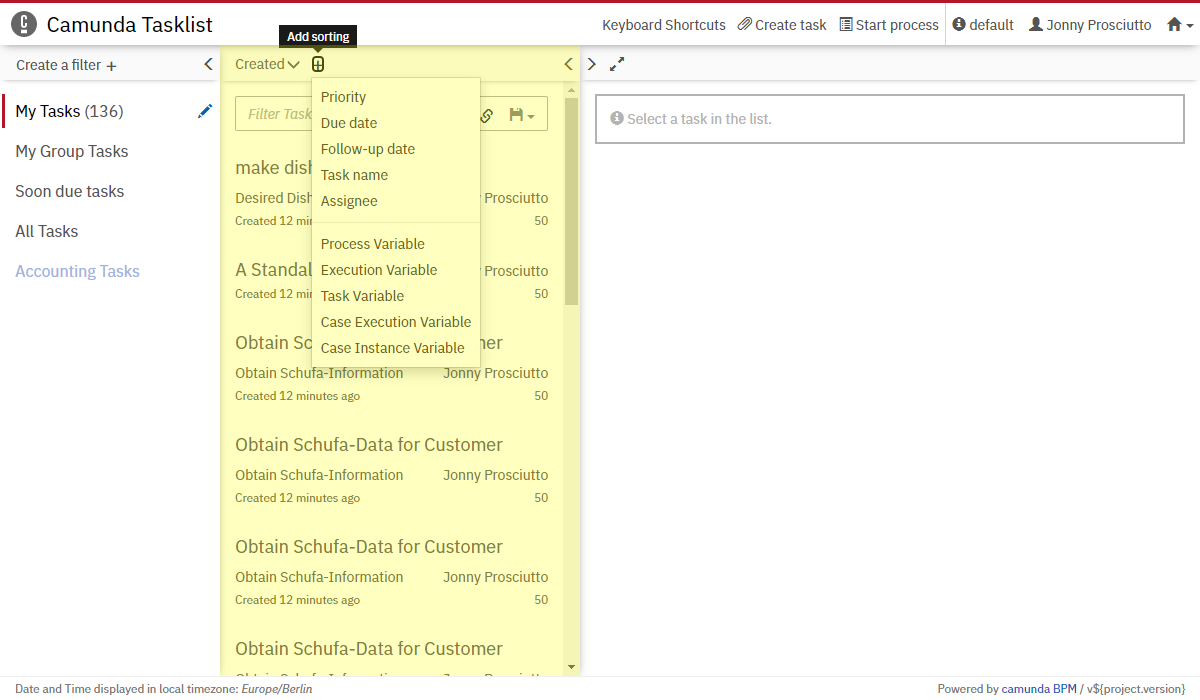 Camunda Tasklist
Add sorting
Keyboard Shortcuts
Create task
Start process
default
Jonny Prosciutto
Create a filter +
Created
My Tasks (136)
My Group Tasks
Soon due tasks
All Tasks
Accounting Tasks
Filter Task
Priority
Due date
Follow-up date
Task name
Assignee
Process Variable
Execution Variable
Task Variable
Case Execution Variable
Case Instance Variable
make dish
Desired Dish
Prosciutto
Created 12 min
50
A Standal
Prosciutto
Created 12 min
50
Obtain Sc
er
Obtain Schufa-Information
Jonny Prosciutto
Created 12 minutes ago
50
Obtain Schufa-Data for Customer
Obtain Schufa-Information
Jonny Prosciutto
Created 12 minutes ago
50
Obtain Schufa-Data for Customer
Obtain Schufa-Information
Jonny Prosciutto
Created 12 minutes ago
50
Obtain Schufa-Data for Customer
Select a task in the list.
Date and Time displayed in local timezone: Europe/Berlin
Powered by camunda BPM / v${project.version}